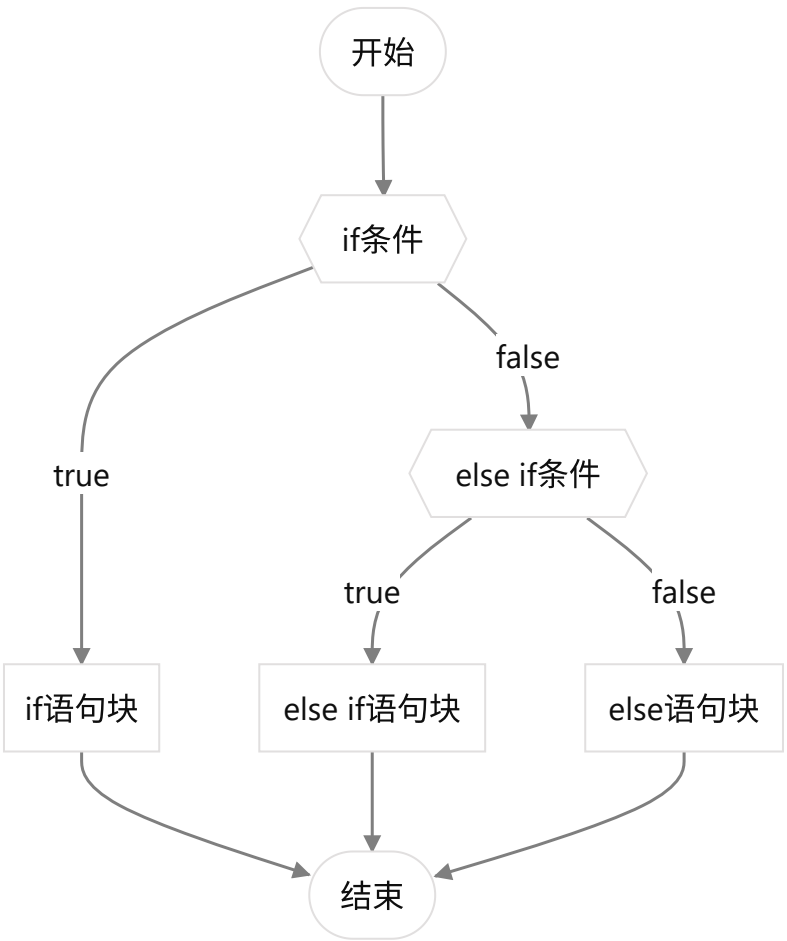 开始
if条件
false
true
else if条件
true
false
if语句块
else if语句块
else语句块
结束